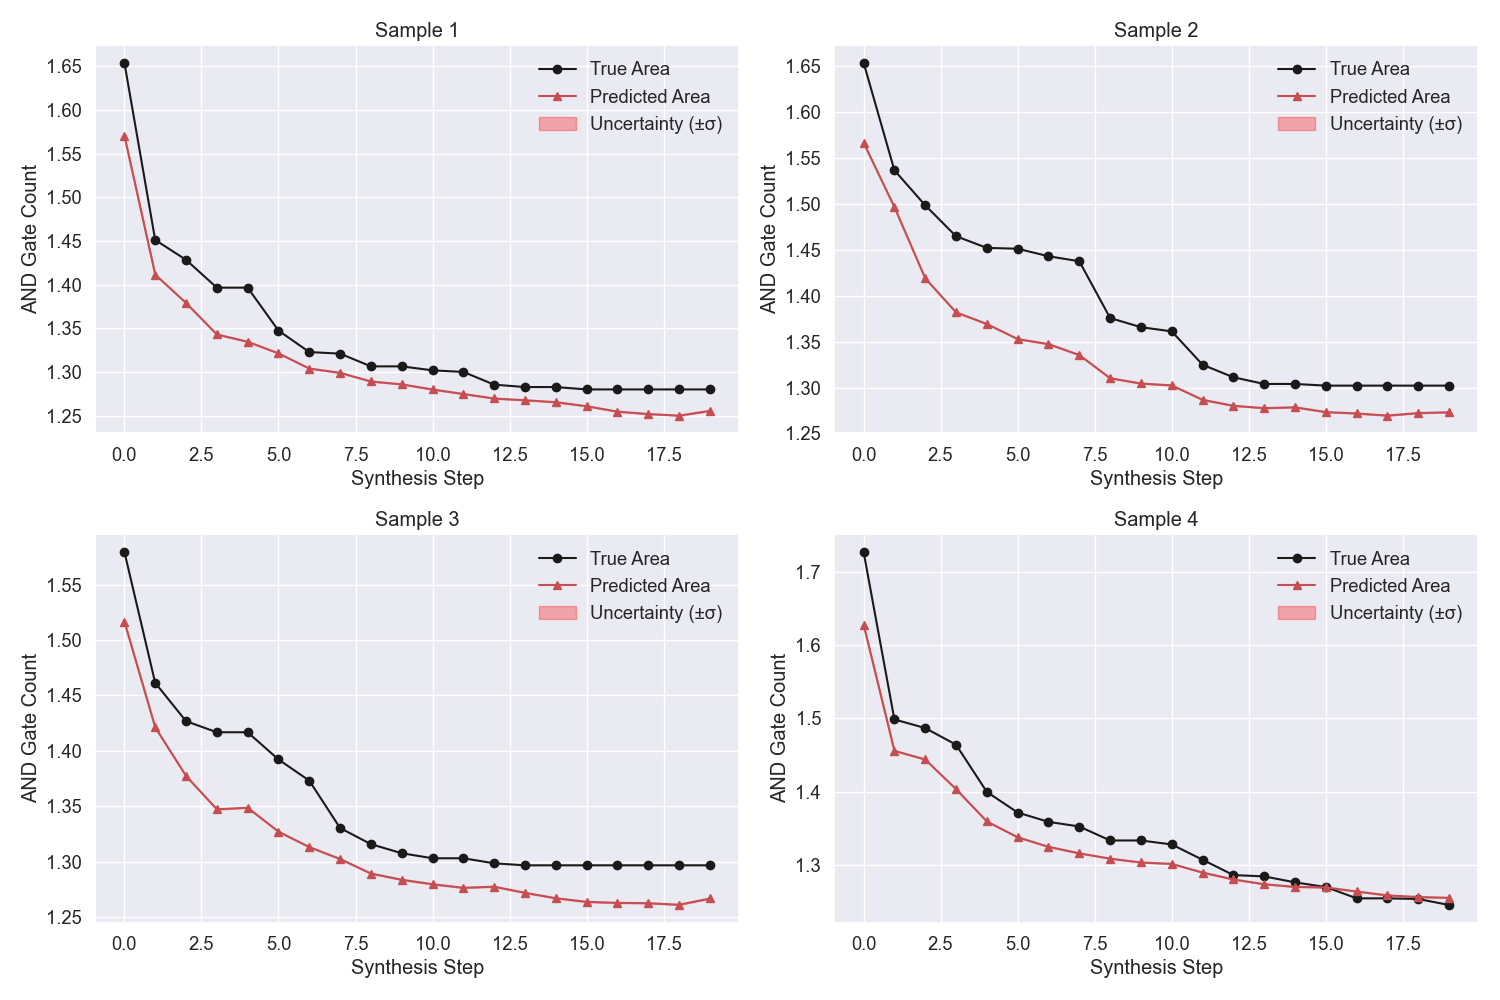 Sample 1
AND Gate Count
1.65
1.60
1.55
1.50
1.45
1.40
1.35
1.30
1.25
True Area
Predicted Area
Uncertainty (±σ)
0.0 2.5 5.0 7.5 10.0 12.5 15.0 17.5
Synthesis Step
Sample 2
AND Gate Count
1.65
1.60
1.55
1.50
1.45
1.40
1.35
1.30
1.25
True Area
Predicted Area
Uncertainty (±σ)
0.0 2.5 5.0 7.5 10.0 12.5 15.0 17.5
Synthesis Step
Sample 3
AND Gate Count
1.55
1.50
1.45
1.40
1.35
1.30
1.25
True Area
Predicted Area
Uncertainty (±σ)
0.0 2.5 5.0 7.5 10.0 12.5 15.0 17.5
Synthesis Step
Sample 4
AND Gate Count
1.7
1.6
1.5
1.4
1.3
True Area
Predicted Area
Uncertainty (±σ)
0.0 2.5 5.0 7.5 10.0 12.5 15.0 17.5
Synthesis Step